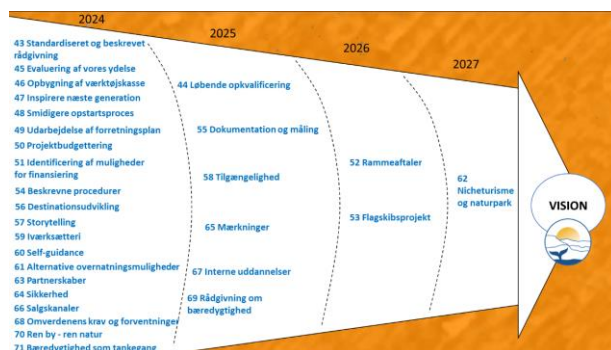 2024
43 Standardiseret og beskrevet
rådgivning
45 Evaluering af vores ydelse
46 Opbygning af værktøjskasse
47 Inspirere næste generation
48 Smidigere opstartsproces
49 Udarbejdelse af forretningsplan
50 Projektbudgettering
51 Identificering af muligheder
for finansiering
54 Beskrevne procedurer
56 Destinationsudvikling
57 Storytelling
59 Iværksætteri
60 Self-guidance
61 Alternative overnatningsmuligheder
63 Partnerskaber
64 Sikkerhed
66 Salgskanaler
68 Omverdenens krav og forventninger
70 Ren by - ren natur
71 Bæredygtighed som tankegang
2025
44 Løbende opkvalificering
55 Dokumentation og måling
58 Tilgængelighed
65 Mærkninger
67 Interne uddannelser
69 Rådgivning om
bæredygtighed
2026
52 Rammeaftaler
53 Flagskibsprojekt
2027
62
Nicheturisme
og naturpark
VISION